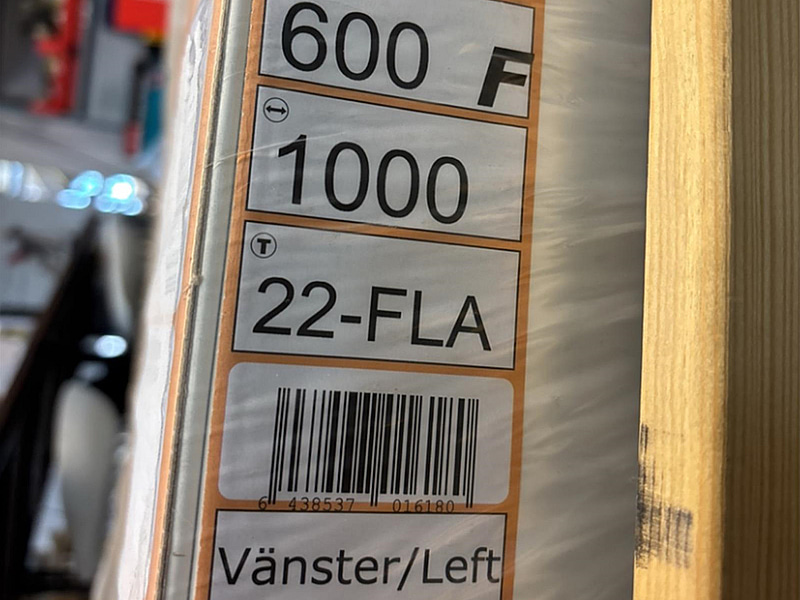 600 F
1000
T
22-FLA
6 438537 016180
Vänster/Left